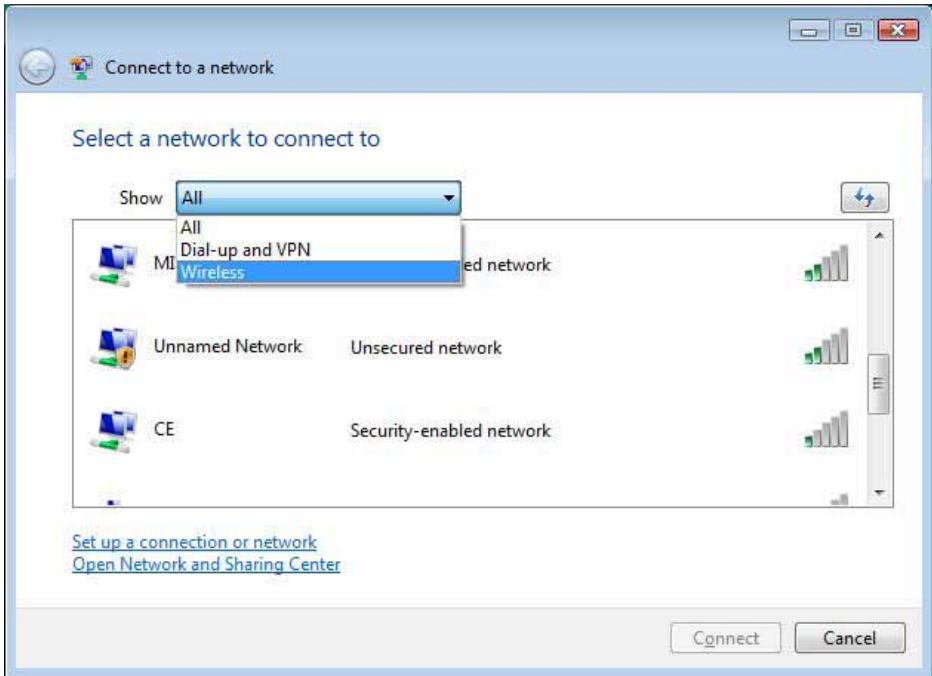 Connect to a network
Select a network to connect to
Show All
All
Dial-up and VPN
Wireless
ed network
Unnamed Network Unsecured network
CE Security-enabled network
Set up a connection or network
Open Network and Sharing Center
Connect Cancel